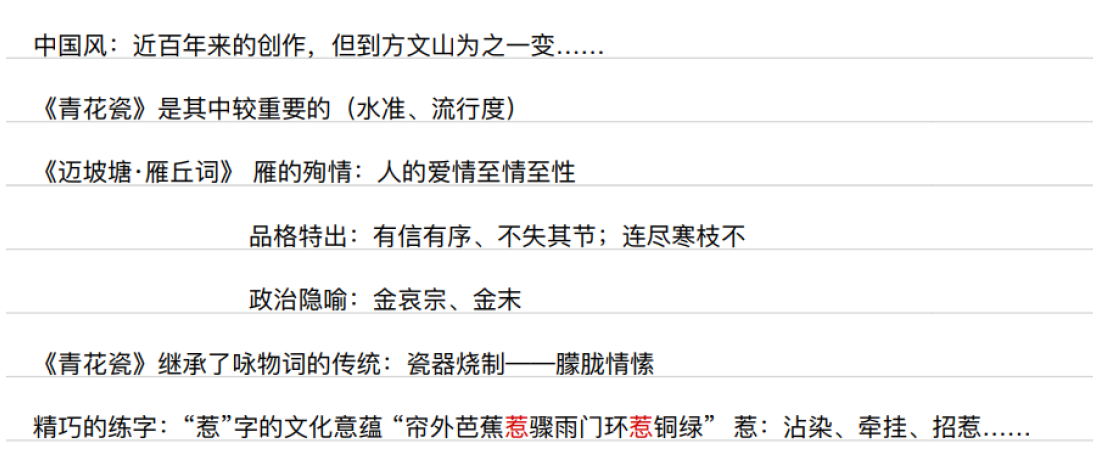 中国风：近百年来的创作，但到方文山为之一变……
《青花瓷》是其中较重要的（水准、流行度）
《迈坡塘·雁丘词》 雁的殉情：人的爱情至情至性
品格特出：有信有序、不失其节；连尽寒枝不
政治隐喻：金哀宗、金末
《青花瓷》继承了咏物词的传统：瓷器烧制——朦胧情愫
精巧的练字：“惹”字的文化意蕴 “帘外芭蕉惹骤雨门环惹铜绿” 惹：沾染、牵挂、招惹……